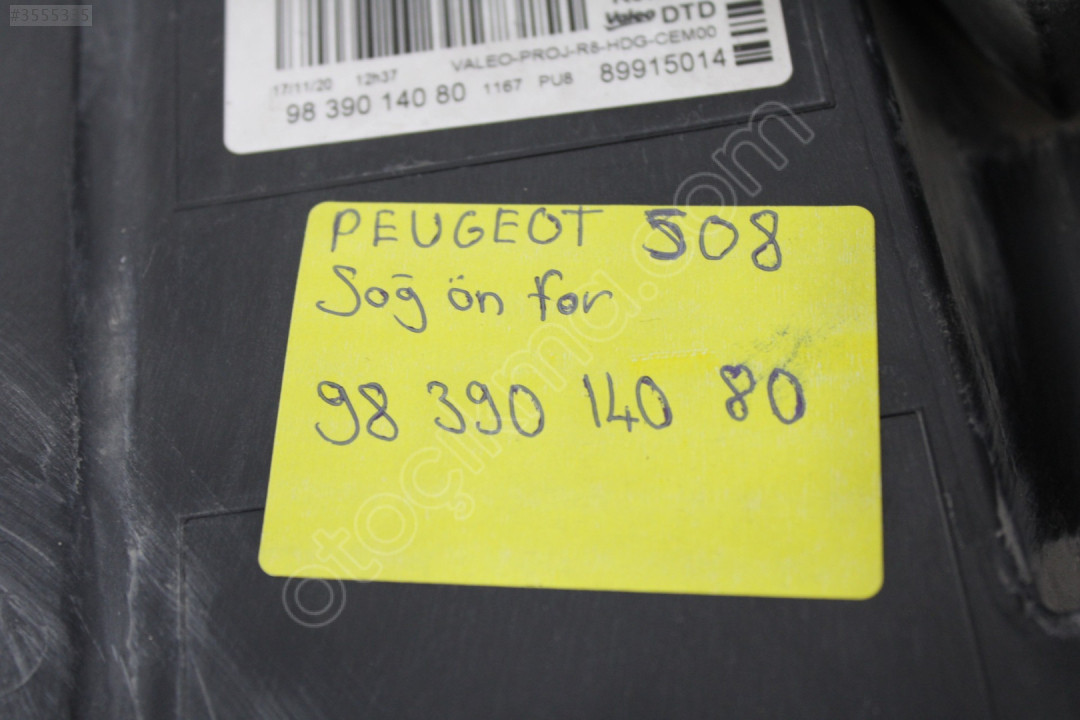 #3555335
Valeo DTD
VALEO-PROJ-R8-HDG-CEM00
17/11/20 12h37
98 390 140 80 1167 PU8 89915014
PEUGEOT 508
Sağ ön far
98 390 140 80
otoçıkma.com